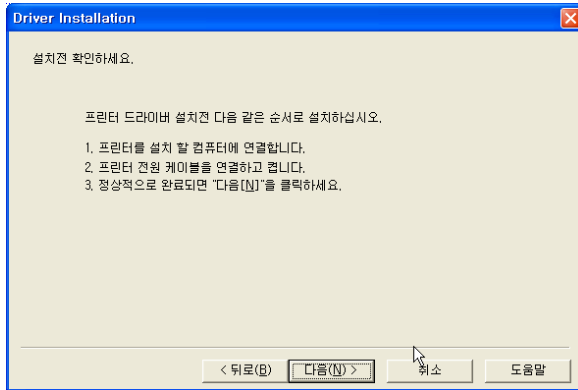 Driver Installation
설치전 확인하세요.
프린터 드라이버 설치전 다음 같은 순서로 설치하십시오.
1. 프린터를 설치 할 컴퓨터에 연결합니다.
2. 프린터 전원 케이블을 연결하고 켭니다.
3. 정상적으로 완료되면 "다음[N]"을 클릭하세요.
< 뒤로(B) 다음(N) > 취소 도움말